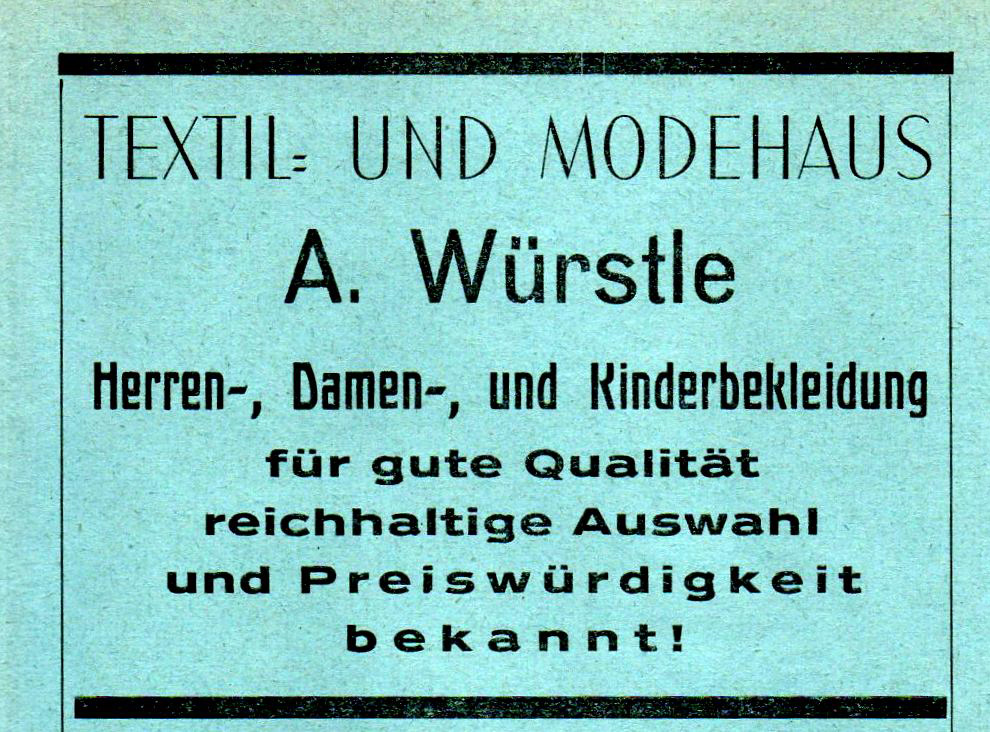 TEXTIL= UND MODEHAUS
A. Würstle
Herren-, Damen-, und Kinderbekleidung
für gute Qualität
reichhaltige Auswahl
und Preiswürdigkeit
bekannt!